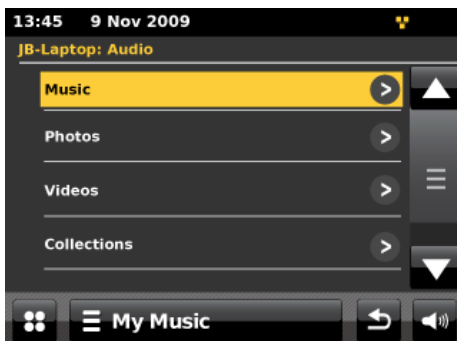 13:45 9 Nov 2009
JB-Laptop: Audio
Music
Photos
Videos
Collections
My Music